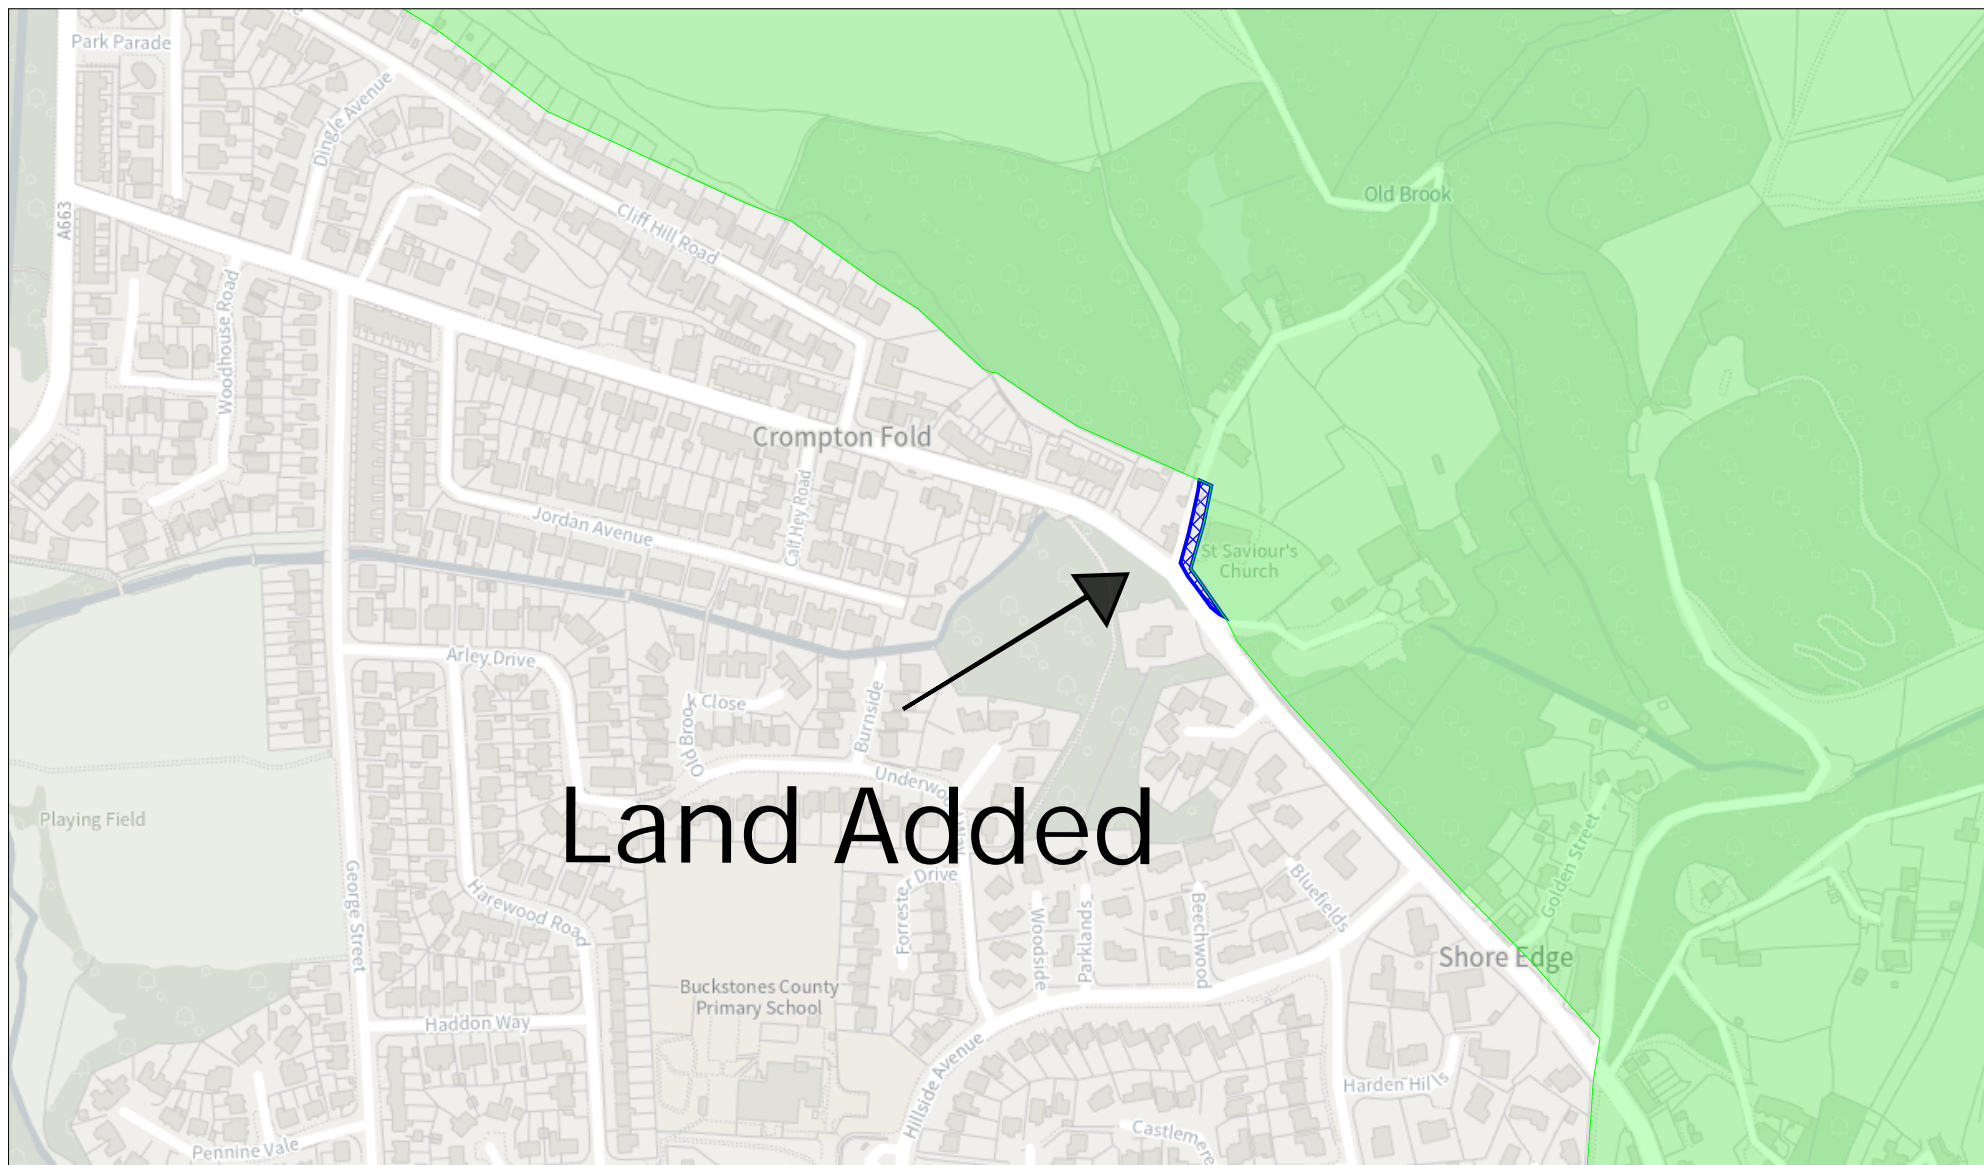 Park Parade
Dingle Avenue
A663
Cliff Hill Road
Old Brook
Woodhouse Road
Crompton Fold
Calf Hey Road
Jordan Avenue
St Saviour's
Church
Arley Drive
Old Brook Close
Burnside
Land Added
Playing Field
Golden Street
George Street
Forrester Drive
Bluefields
Harewood Road
Woodside
Parklands
Beechwood
Shore Edge
Buckstones County
Primary School
Haddon Way
Hillside Avenue
Harden Hills
Pennine Vale
Castlemere